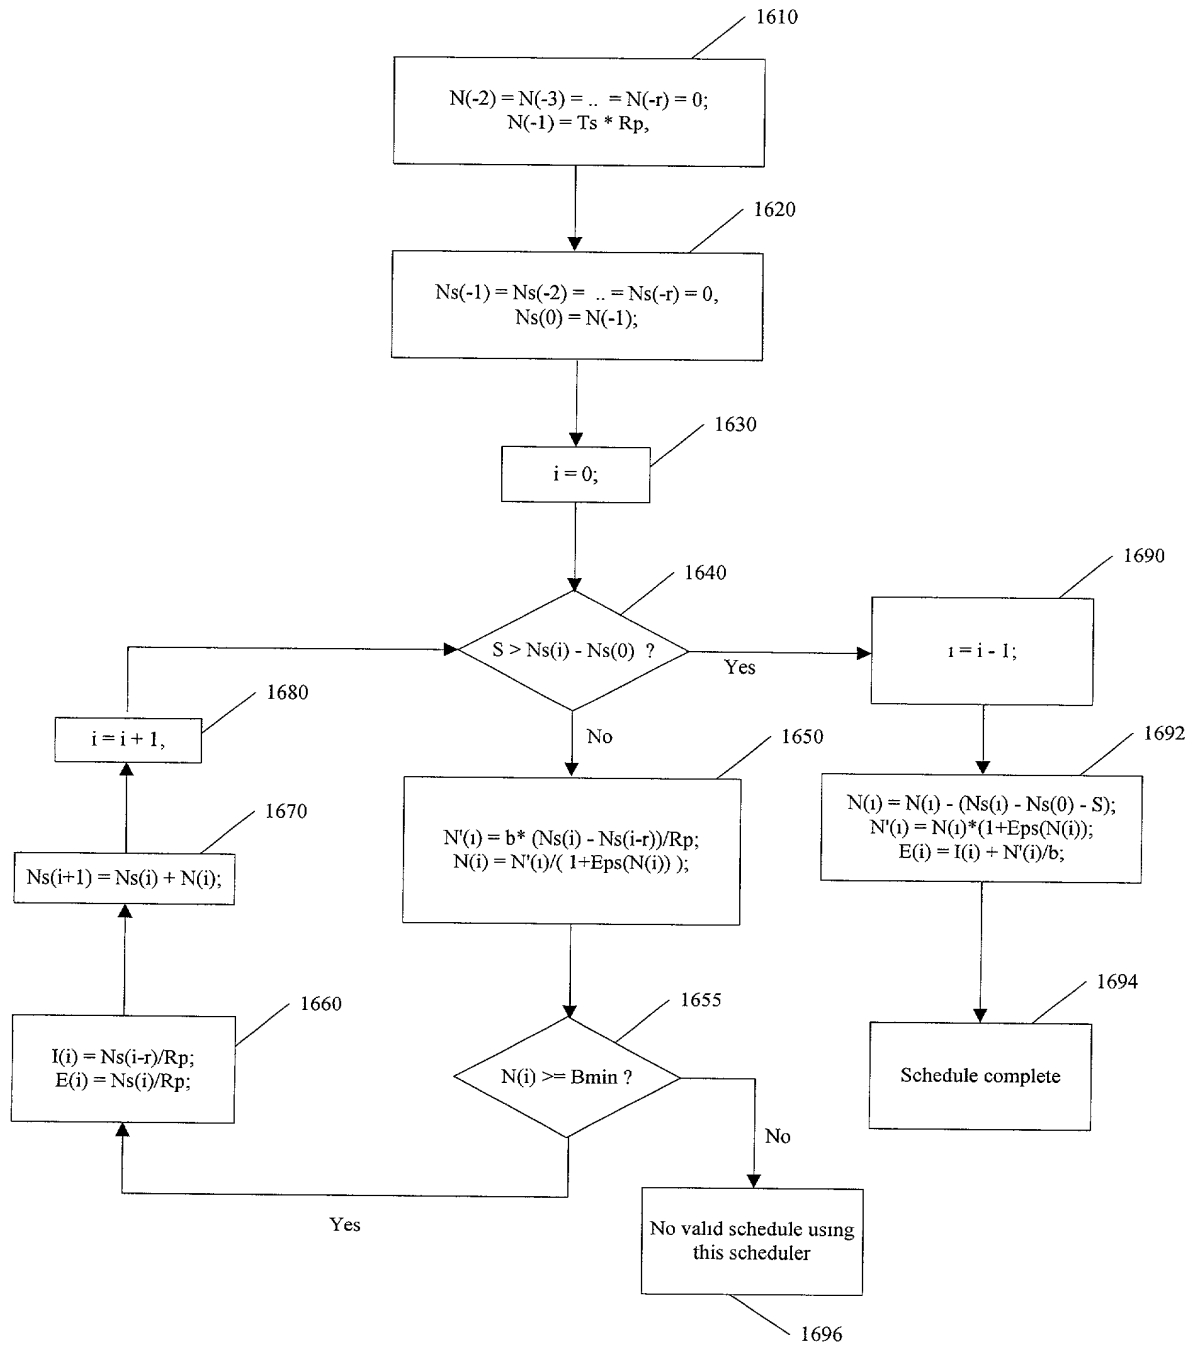 1610
N(-2) = N(-3) = .. = N(-r) = 0;
N(-1) = Ts * Rp,
1620
Ns(-1) = Ns(-2) = .. = Ns(-r) = 0,
Ns(0) = N(-1);
1630
i = 0;
1640
S > Ns(i) - Ns(0) ?
Yes
No
1690
ı = i - 1;
1680
i = i + 1,
1650
N'(ı) = b* (Ns(i) - Ns(i-r))/Rp;
N(i) = N'(ı)/( 1+Eps(N(i)) );
1692
N(ı) = N(ı) - (Ns(ı) - Ns(0) - S);
N'(ı) = N(ı)*(1+Eps(N(i));
E(i) = I(i) + N'(i)/b;
1670
Ns(i+1) = Ns(i) + N(i);
1660
I(i) = Ns(i-r)/Rp;
E(i) = Ns(i)/Rp;
1655
N(i) >= Bmin ?
Yes
No
1694
Schedule complete
No valıd schedule usıng
this scheduler
1696